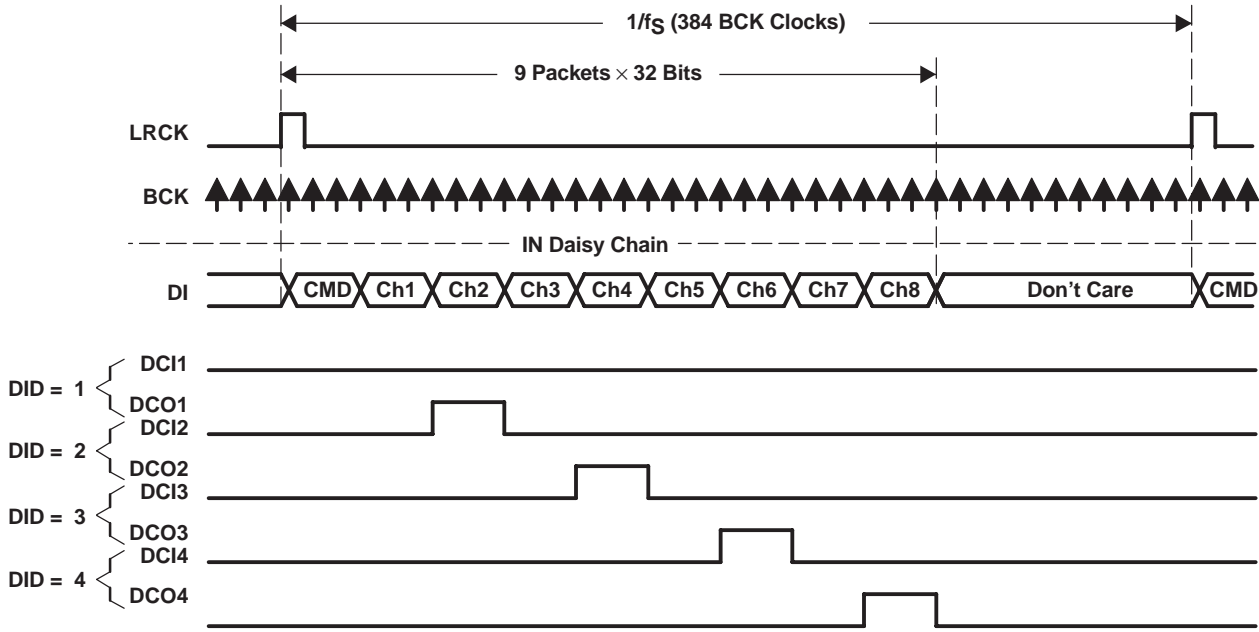 1/fS (384 BCK Clocks)
9 Packets × 32 Bits
LRCK
BCK
IN Daisy Chain
DI CMD Ch1 Ch2 Ch3 Ch4 Ch5 Ch6 Ch7 Ch8 Don't Care CMD
DCI1
DID = 1
DCO1
DCI2
DID = 2
DCO2
DCI3
DID = 3
DCO3
DCI4
DID = 4
DCO4